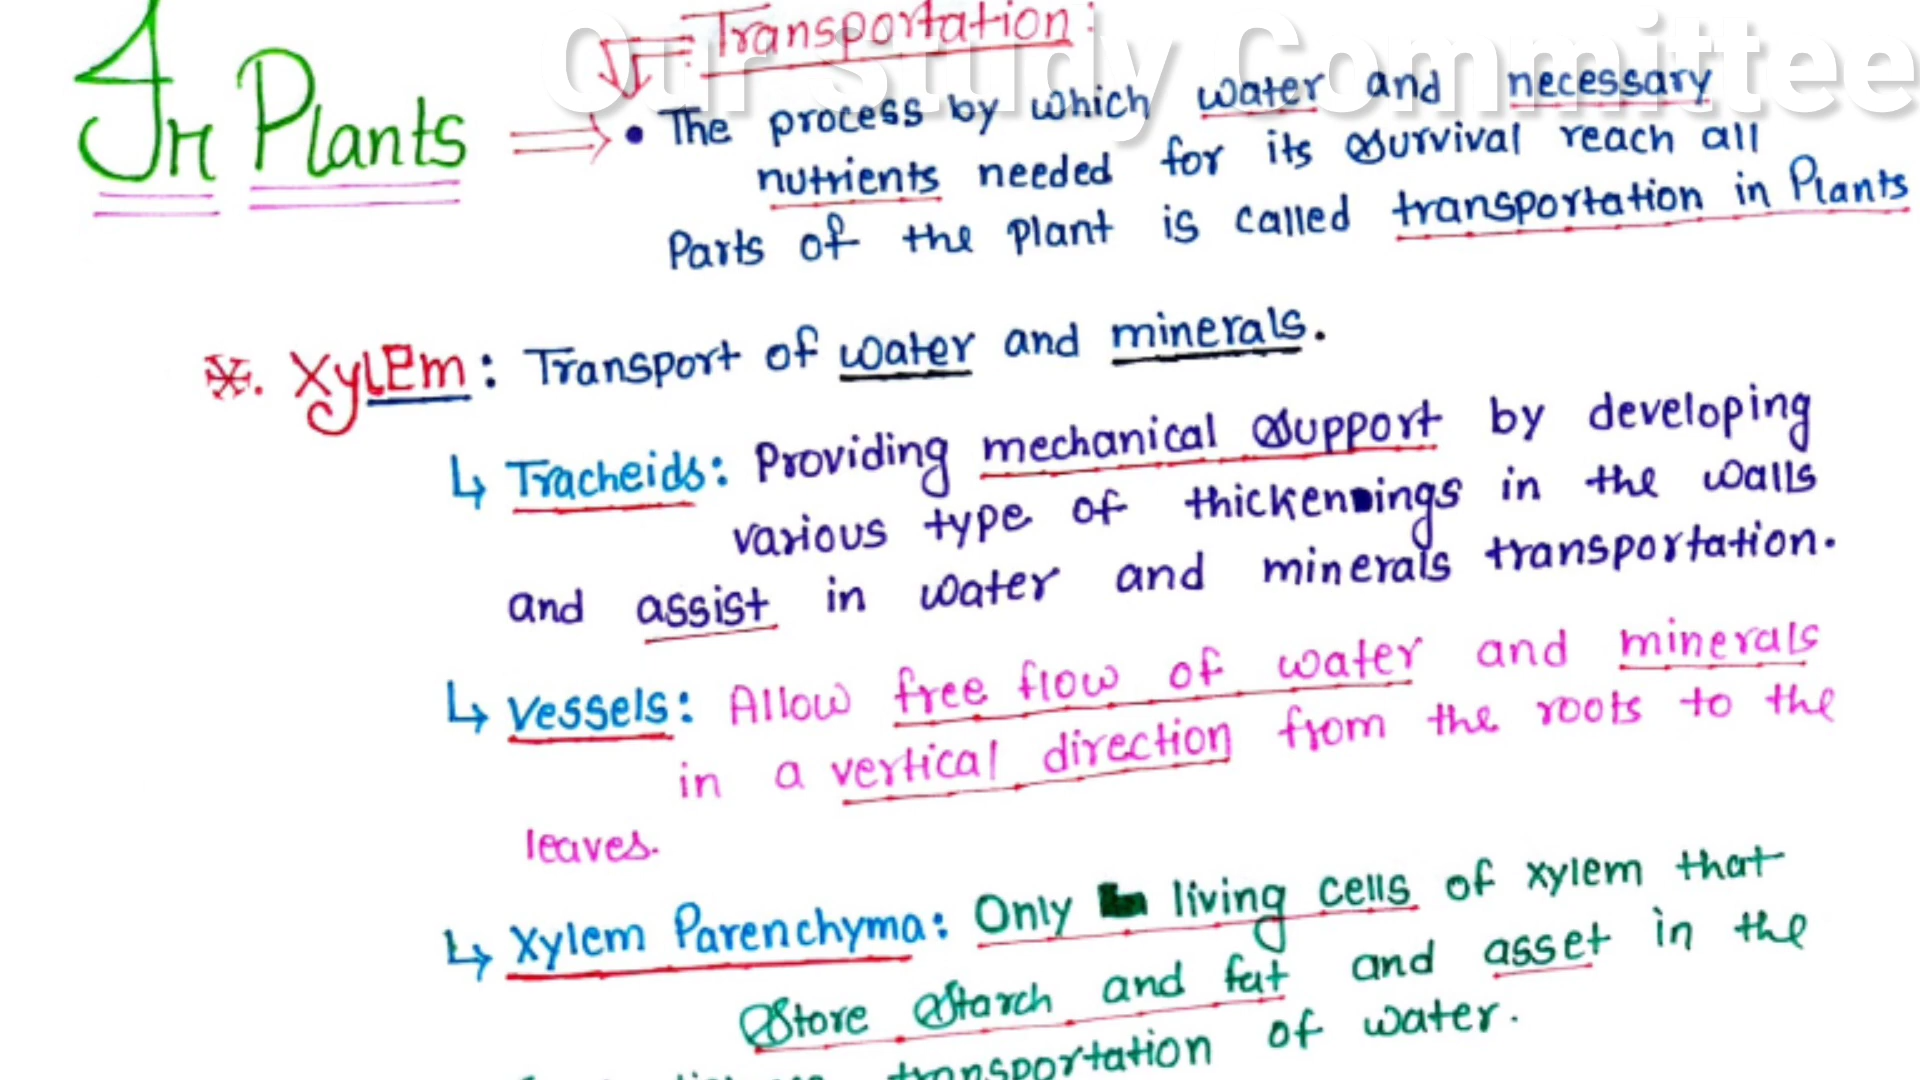 Transportation:
Our study Committee
In Plants
• The process by which water and necessary
nutrients needed for its survival reach all
Parts of the plant is called transportation in Plants
Xylem: Transport of water and minerals.
↳ Tracheids: Providing mechanical support by developing
various type of thickenings in the walls
and assist in water and minerals transportation.
↳ Vessels: Allow free flow of water and minerals
in a vertical direction from the roots to the
leaves.
↳ Xylem Parenchyma: Only living cells of xylem that
Store Starch and fat and asset in the
transportation of water.